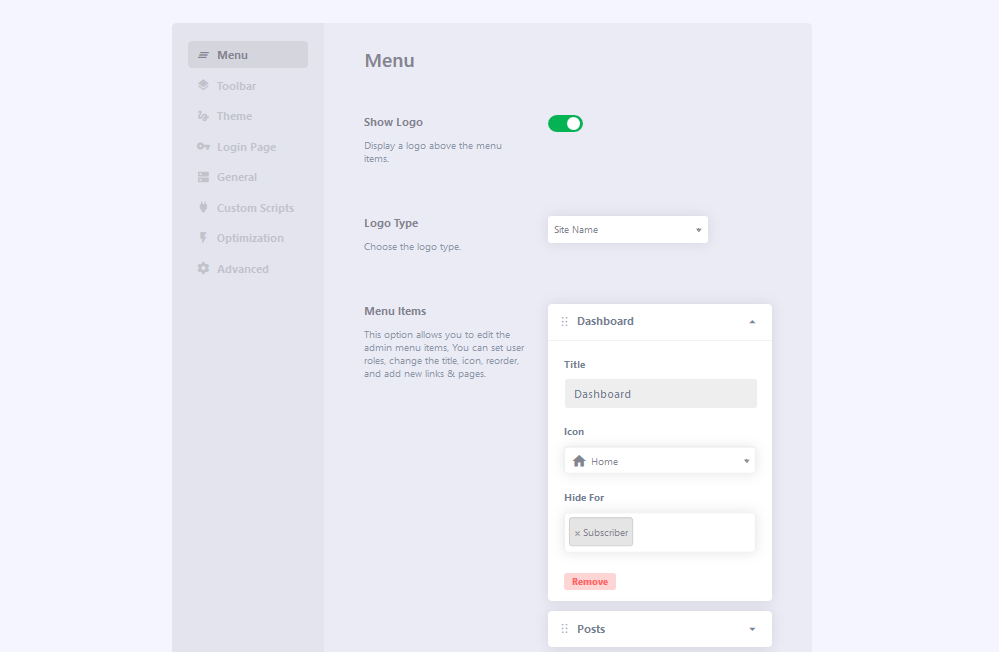 Menu
Toolbar
Theme
Login Page
General
Custom Scripts
Optimization
Advanced
Menu
Show Logo
Display a logo above the menu
items.
Logo Type
Choose the logo type.
Site Name
Menu Items
This option allows you to edit the
admin menu items, You can set user
roles, change the title, icon, reorder,
and add new links & pages.
Dashboard
Title
Dashboard
Icon
Home
Hide For
× Subscriber
Remove
Posts